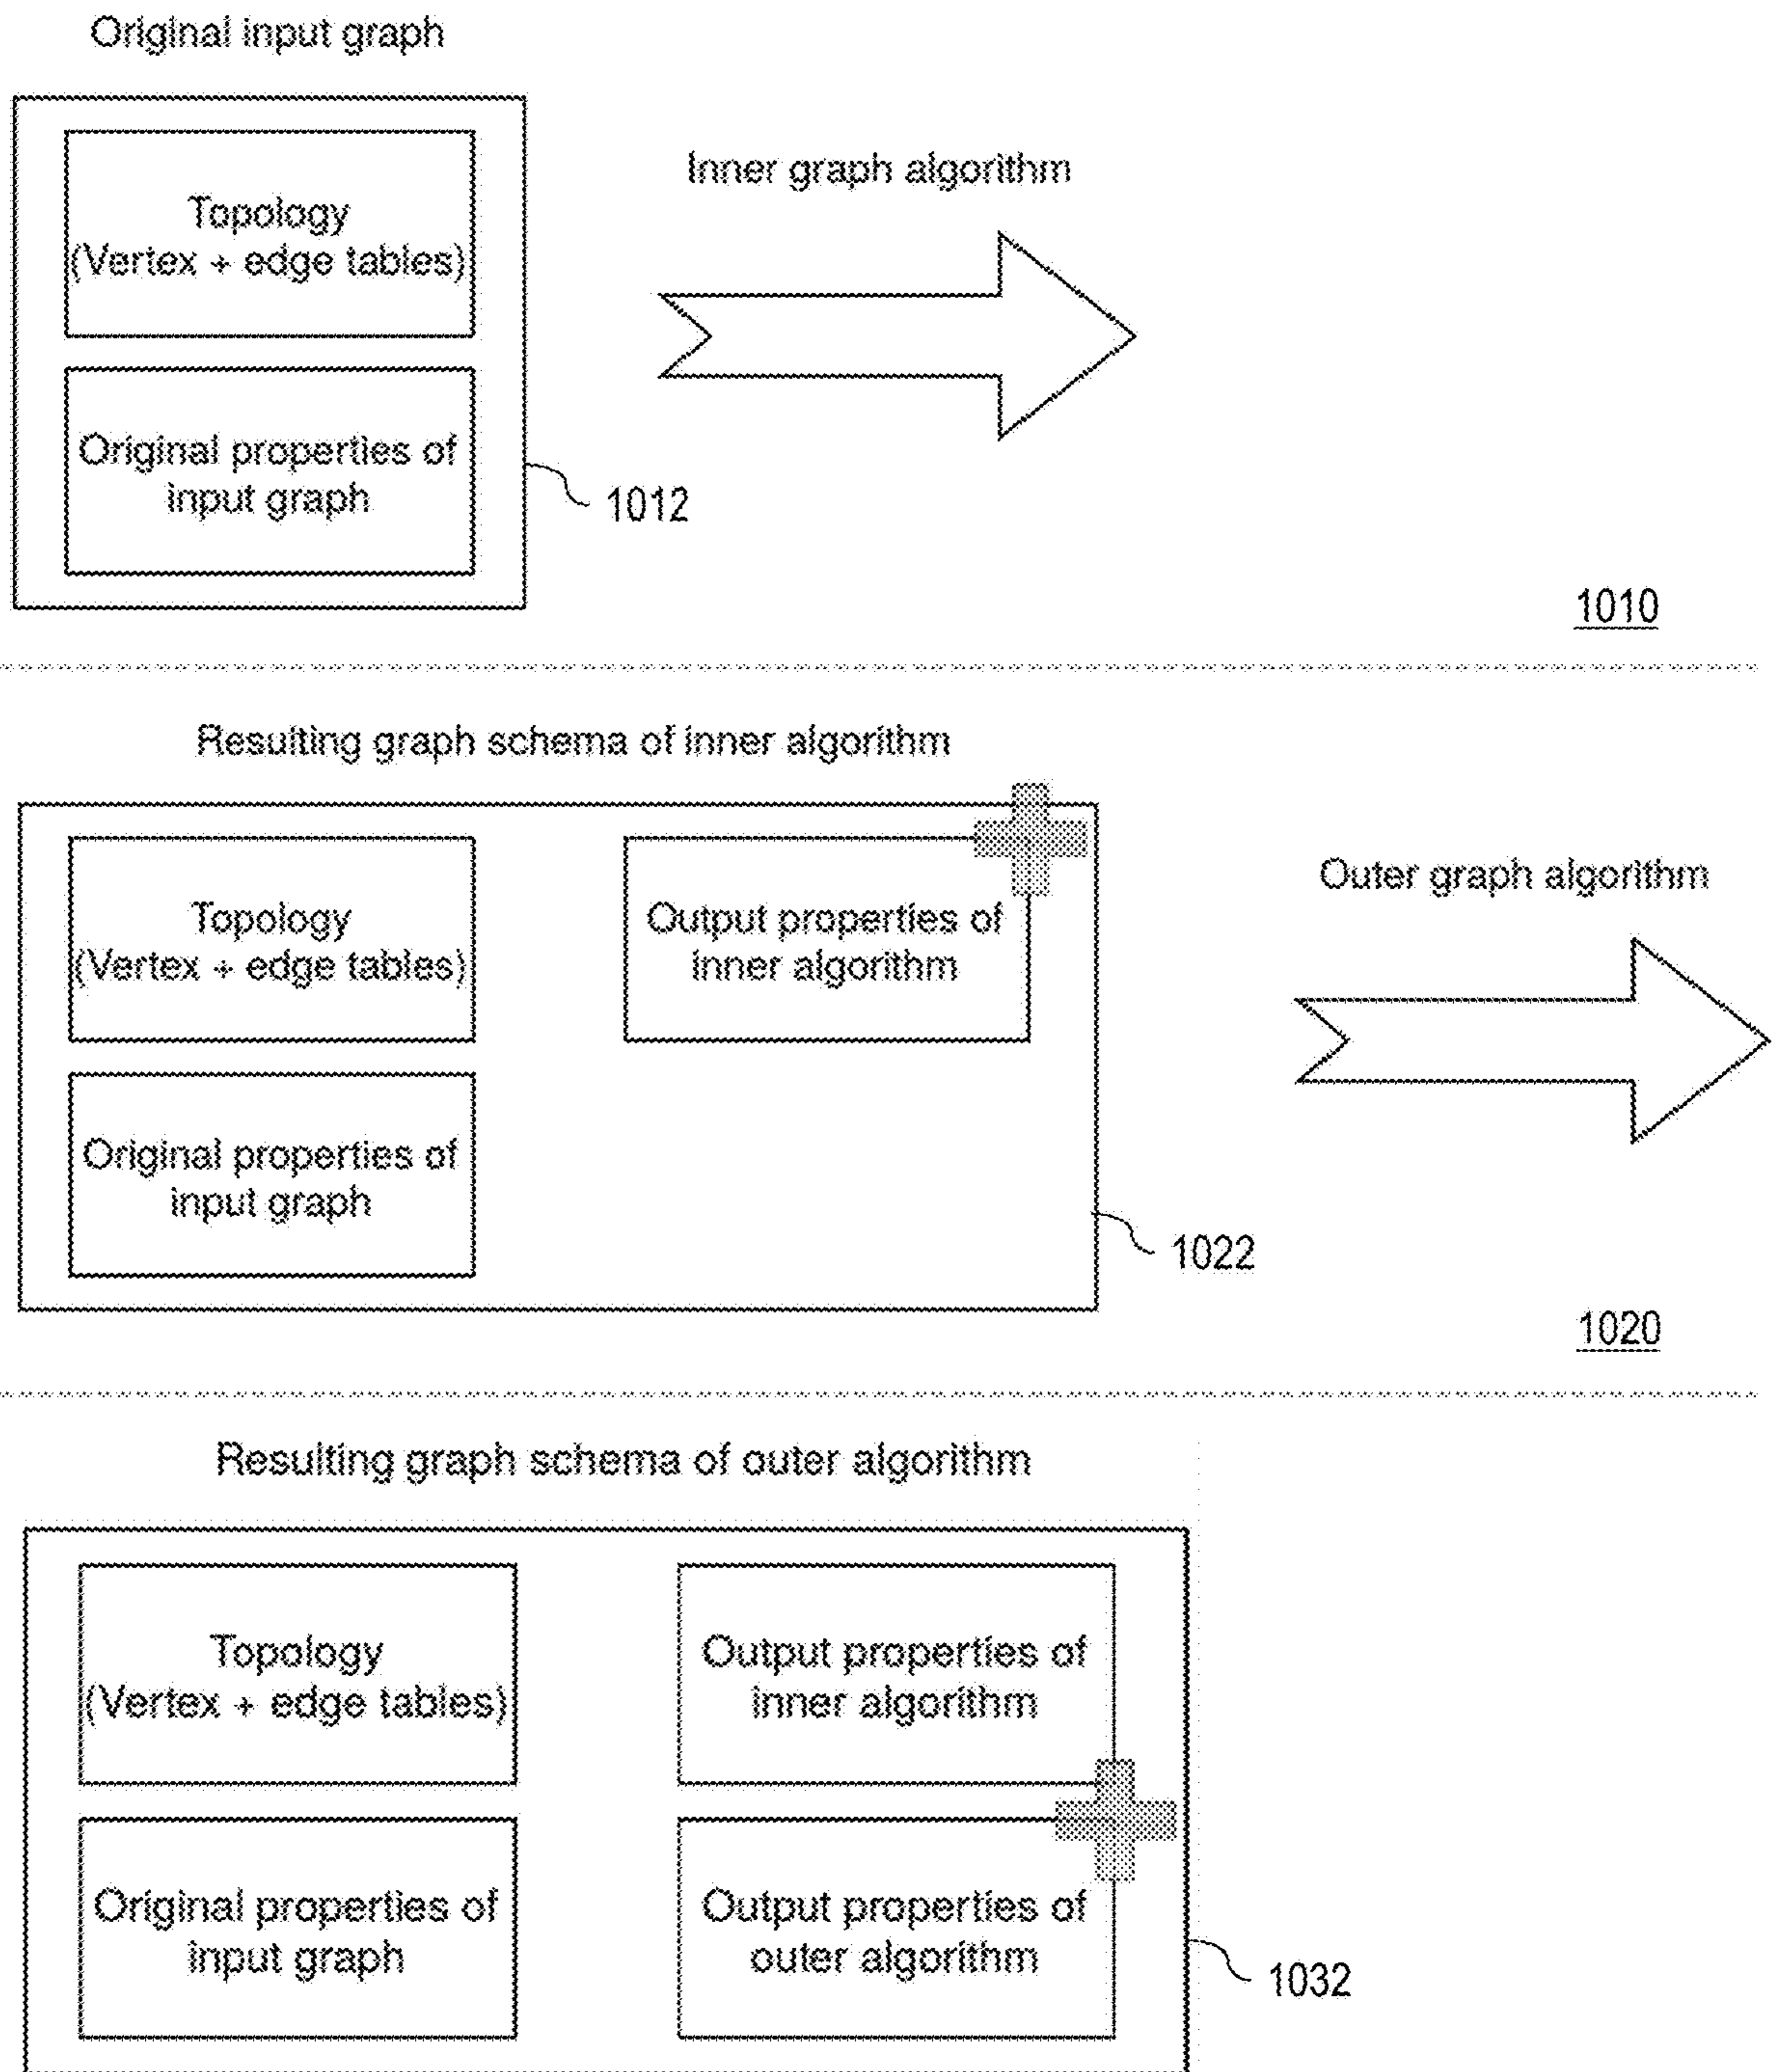 Original input graph
Topology
(Vertex + edge tables)
Original properties of
input graph
1012
Inner graph algorithm
1010
Resulting graph schema of inner algorithm
Topology
(Vertex + edge tables)
Output properties of
inner algorithm
Original properties of
input graph
1022
Outer graph algorithm
1020
Resulting graph schema of outer algorithm
Topology
(Vertex + edge tables)
Output properties of
inner algorithm
Original properties of
input graph
Output properties of
outer algorithm
1032